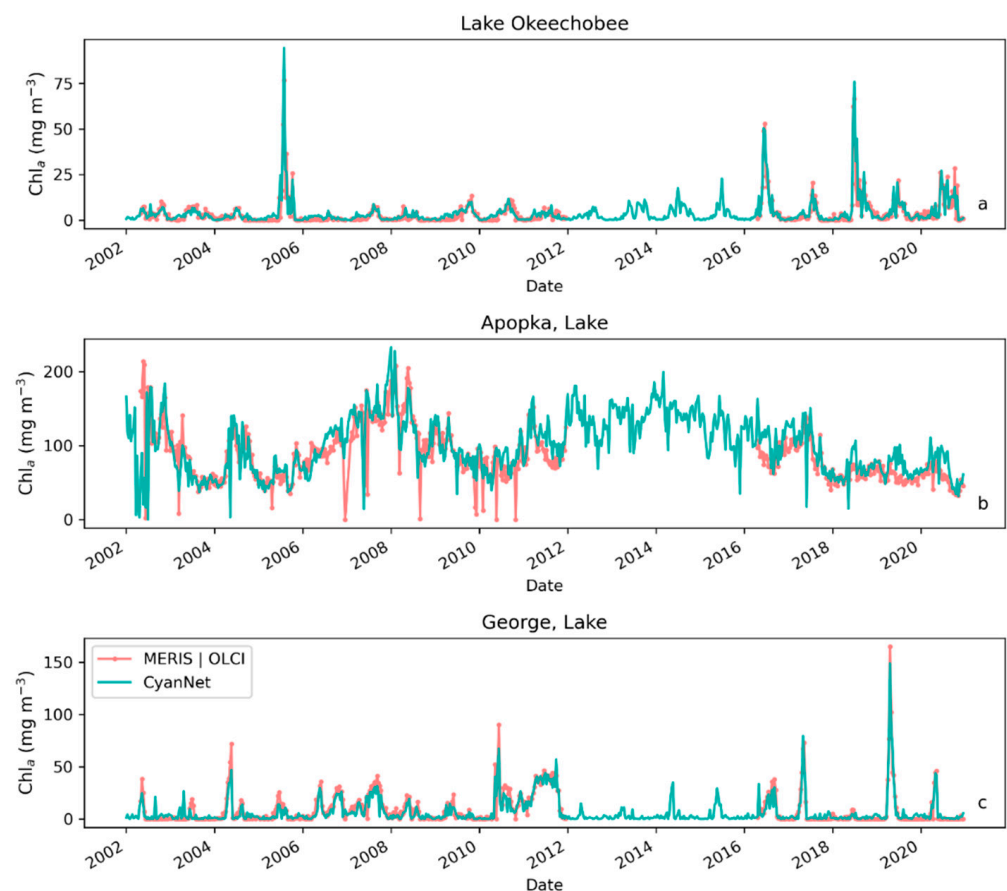 Lake Okeechobee
Chlₐ (mg m⁻³)
75
50
25
0
2002 2004 2006 2008 2010 2012 2014 2016 2018 2020
Date
a
Apopka, Lake
Chlₐ (mg m⁻³)
200
100
0
2002 2004 2006 2008 2010 2012 2014 2016 2018 2020
Date
b
George, Lake
MERIS | OLCI
CyanNet
Chlₐ (mg m⁻³)
150
100
50
0
2002 2004 2006 2008 2010 2012 2014 2016 2018 2020
Date
c